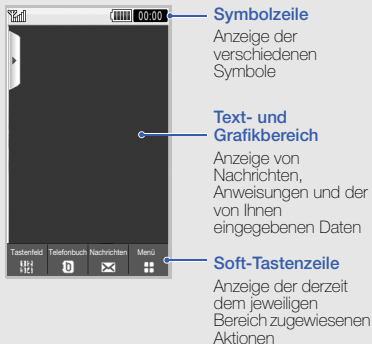 00:00
Symbolzeile
Anzeige der
verschiedenen
Symbole
Text- und
Grafikbereich
Anzeige von
Nachrichten,
Anweisungen und der
von Ihnen
eingegebenen Daten
Tastenfeld Telefonbuch Nachrichten Menü
Soft-Tastenzeile
Anzeige der derzeit
dem jeweiligen
Bereich zugewiesenen
Aktionen